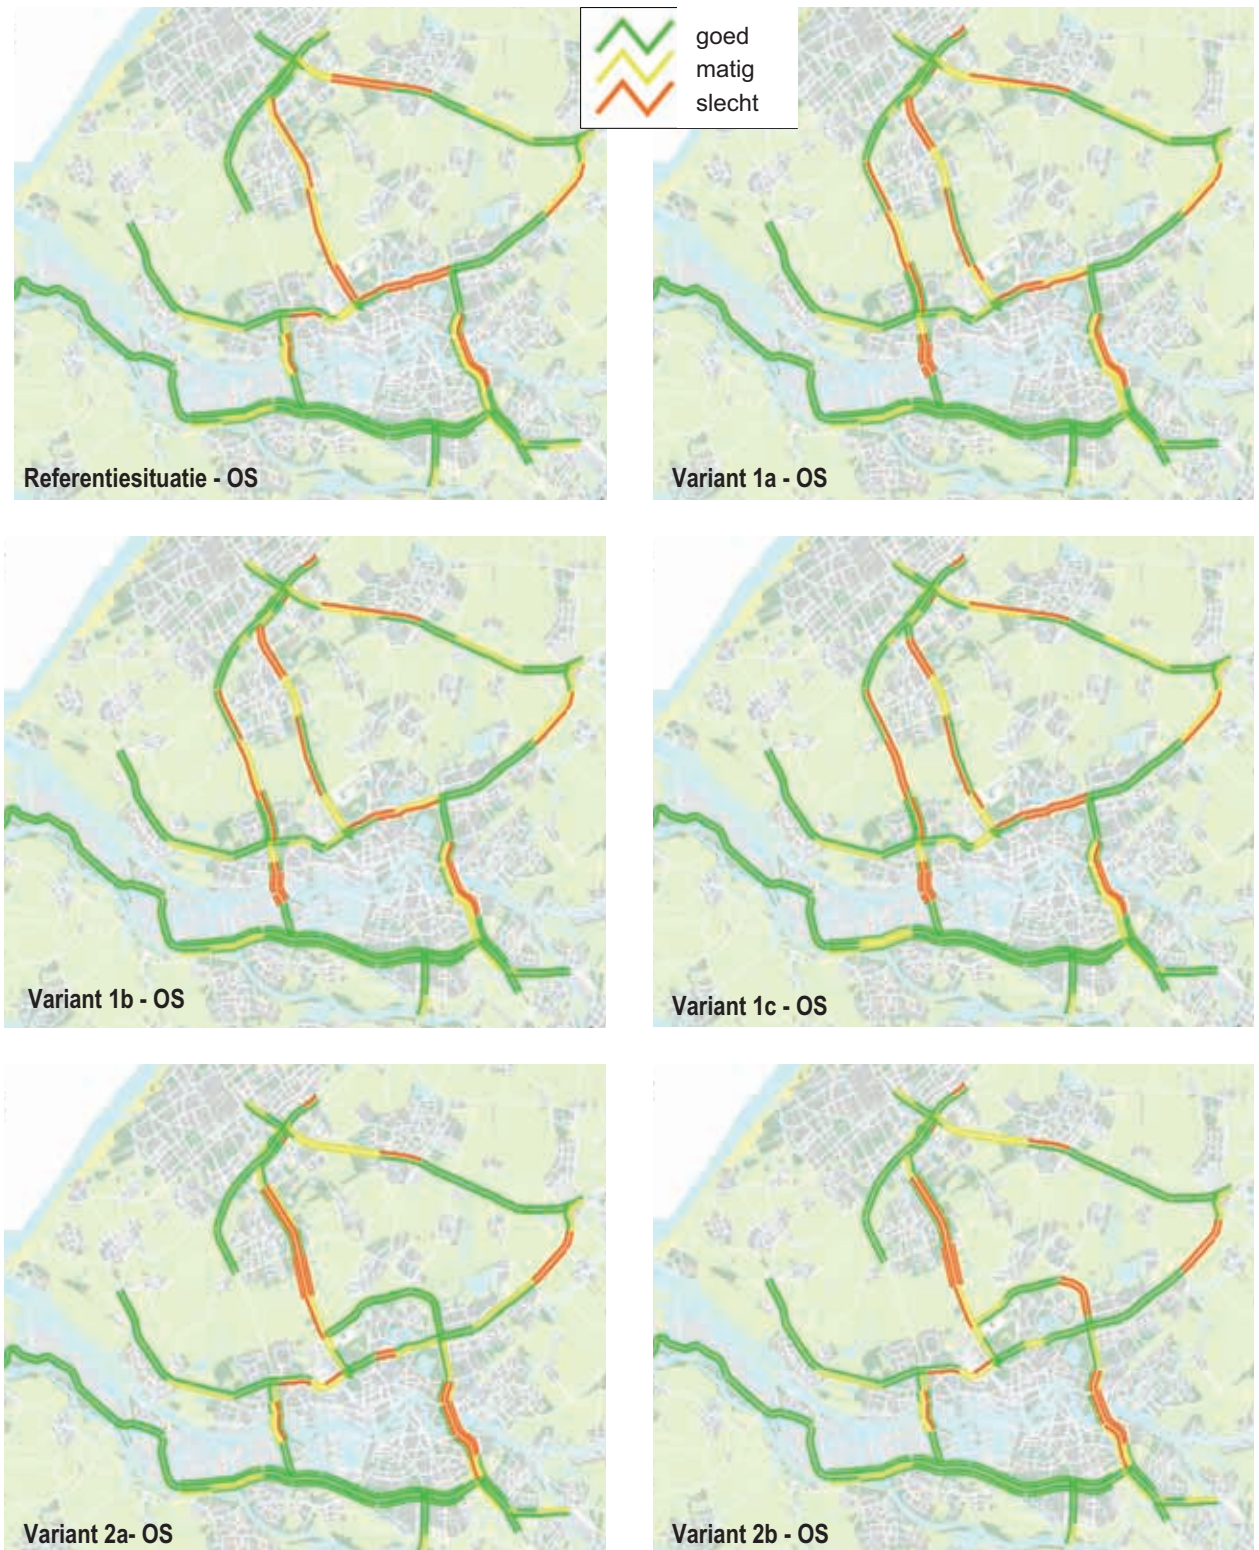 goed
matig
slecht
Referentiesituatie - OS
Variant 1a - OS
Variant 1b - OS
Variant 1c - OS
Variant 2a- OS
Variant 2b - OS